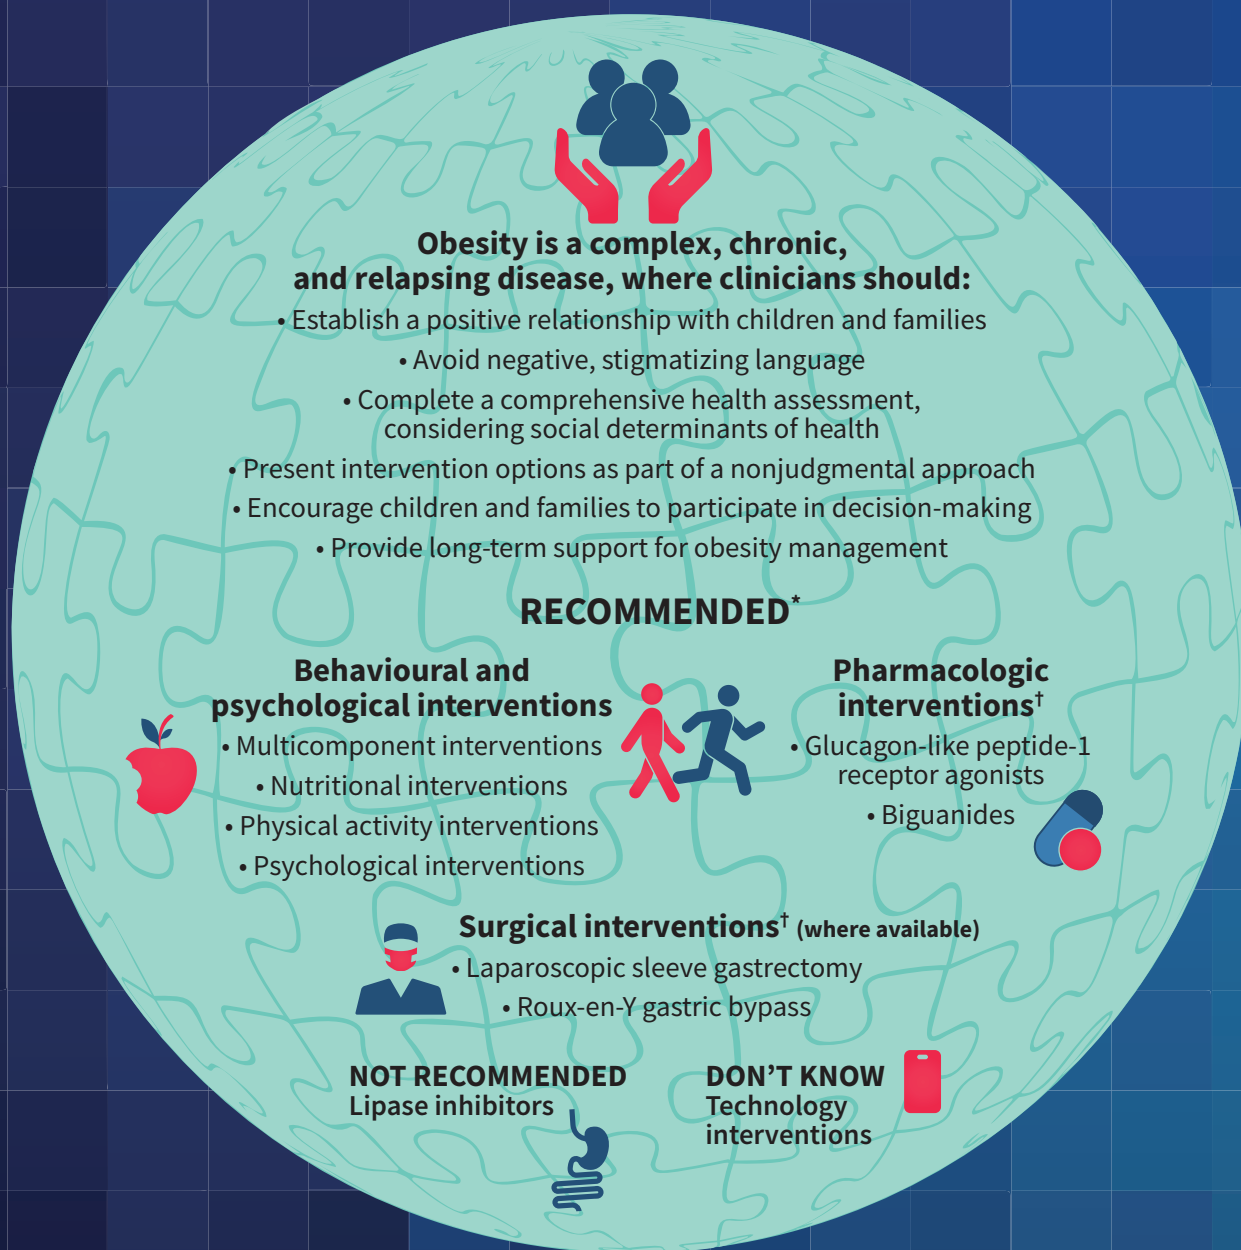 Obesity is a complex, chronic,
and relapsing disease, where clinicians should:
• Establish a positive relationship with children and families
• Avoid negative, stigmatizing language
• Complete a comprehensive health assessment,
considering social determinants of health
• Present intervention options as part of a nonjudgmental approach
• Encourage children and families to participate in decision-making
• Provide long-term support for obesity management
RECOMMENDED*
Behavioural and
psychological interventions
• Multicomponent interventions
• Nutritional interventions
• Physical activity interventions
• Psychological interventions
Pharmacologic
interventions†
• Glucagon-like peptide-1
receptor agonists
• Biguanides
Surgical interventions† (where available)
• Laparoscopic sleeve gastrectomy
• Roux-en-Y gastric bypass
NOT RECOMMENDED
Lipase inhibitors
DON’T KNOW
Technology
interventions